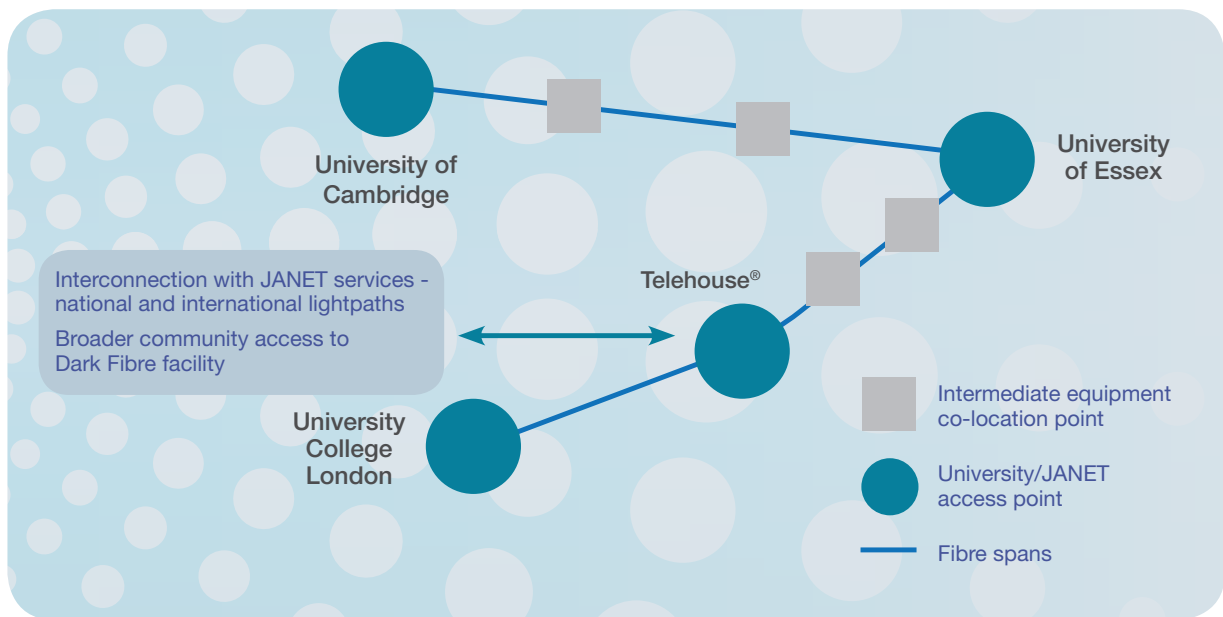 University of
Cambridge
University
of Essex
Interconnection with JANET services -
national and international lightpaths
Broader community access to
Dark Fibre facility
Telehouse®
University
College
London
Intermediate equipment
co-location point
University/JANET
access point
Fibre spans